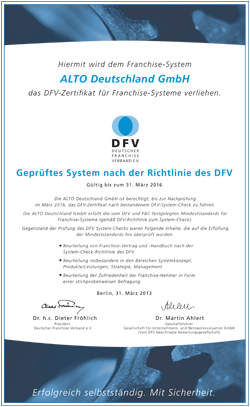 Hiermit wird dem Franchise-System
ALTO Deutschland GmbH
das DFV-Zertifikat für Franchise-Systeme verliehen.
DFV
DEUTSCHER
FRANCHISE
VERBAND E.V.
Geprüftes System nach der Richtlinie des DFV
Gültig bis zum 31. März 2016
Die ALTO Deutschland GmbH ist berechtigt, bis zur Nachprüfung
im März 2016, das DFV-Zertifikat nach bestandenem DFV-System-Check zu führen.
Die ALTO Deutschland GmbH erfüllt die vom DFV und F&C festgelegten Mindeststandards für
Franchise-Systeme (gemäß DFV-Richtlinie zum System-Check).
Gegenstand der Prüfung des DFV System-Checks waren folgende Inhalte, die auf die Erfüllung
der Mindeststandards hin überprüft wurden:
• Beurteilung von Franchise-Vertrag und -Handbuch nach der
System-Check-Richtlinie des DFV
• Beurteilung insbesondere in den Bereichen Systemkonzept,
Produkte/Leistungen, Strategie, Management
• Beurteilung der Zufriedenheit der Franchise-Nehmer in Form
einer stichprobenweisen Befragung
Berlin, 31. März 2013
Dr. h.c. Dieter Fröhlich
Präsident
Deutscher Franchise-Verband e.V.
Dr. Martin Ahlert
Geschäftsführer
Gesellschaft für Unternehmens- und Netzwerkevaluation GmbH
(vom DFV beauftragte Bewertungsgesellschaft)
Erfolgreich selbstständig. Mit Sicherheit.